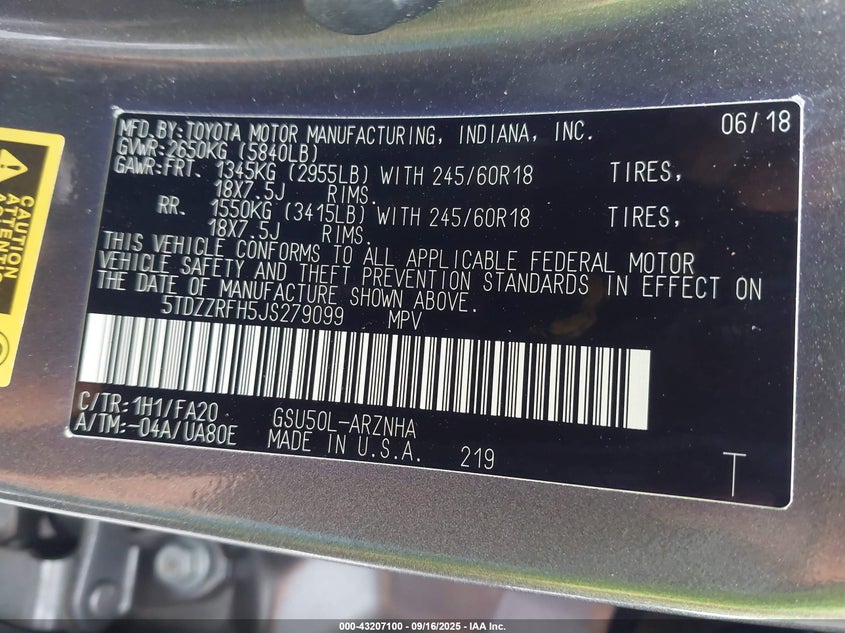 MFD.BY:TOYOTA MOTOR MANUFACTURING, INDIANA, INC. 06/18
GVWR:2650KG (5840LB)
GAWR:FRT. 1345KG (2955LB) WITH 245/60R18 TIRES,
18X7.5J RIMS.
RR. 1550KG (3415LB) WITH 245/60R18 TIRES,
18X7.5J RIMS.
THIS VEHICLE CONFORMS TO ALL APPLICABLE FEDERAL MOTOR
VEHICLE SAFETY AND THEFT PREVENTION STANDARDS IN EFFECT ON
THE DATE OF MANUFACTURE SHOWN ABOVE.
5TDZZRFH5JS279099 MPV
C/TR:1H1/FA20 GSU50L-ARZNHA
A/TM:-04A/UA80E MADE IN U.S.A. 219
T
CAUTION
000-43207100 - 09/16/2025 - IAA Inc.